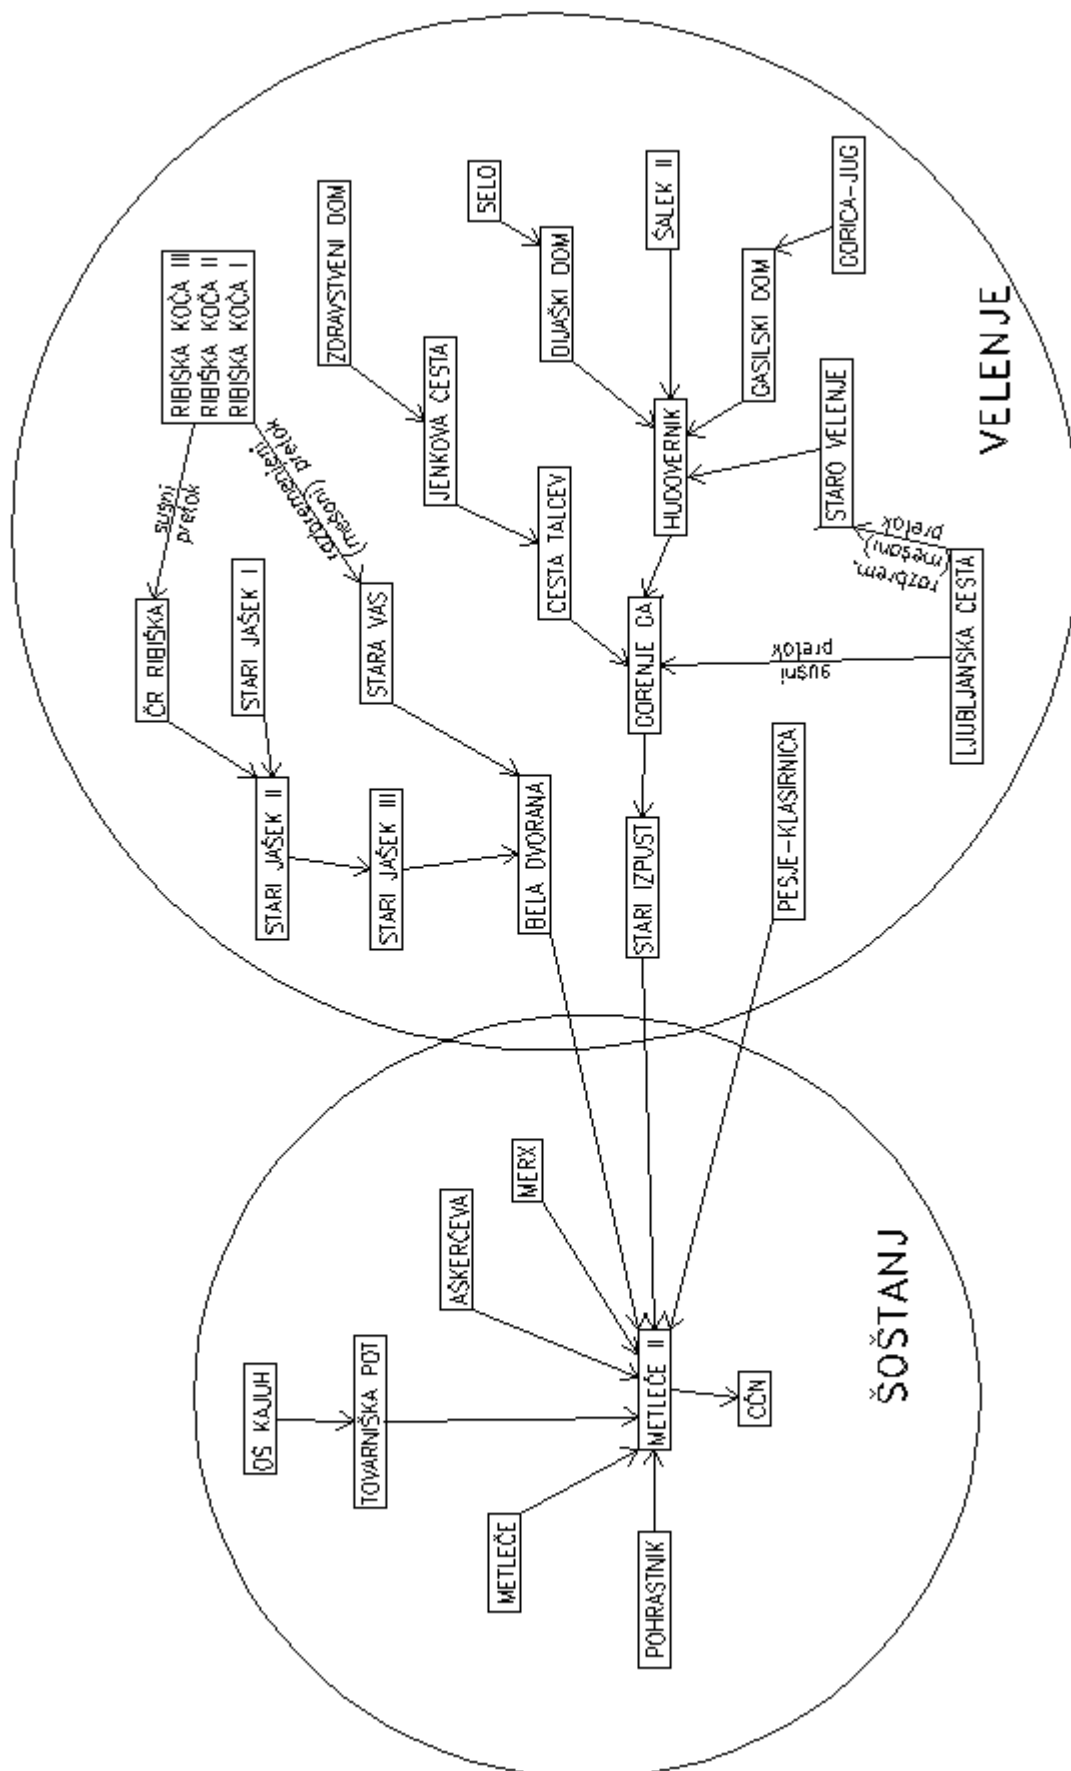 RIBIŠKA KOČA III
RIBIŠKA KOČA II
RIBIŠKA KOČA I
ZDRAVSTVENI DOM
SELO
ŠALEK II
GORICA-JUG
sušni
pretok
razbremenjeni
(mešani) pretok
JENKOVA CESTA
DIJAŠKI DOM
GASILSKI DOM
ČR RIBIŠKA
STARI JAŠEK I
STARA VAS
CESTA TALCEV
HUDOVERNIK
STARO VELENJE
VELENJE
razbrem.
(mešani)
pretok
STARI JAŠEK II
STARI JAŠEK III
BELA DVORANA
GORENJE GA
sušni
pretok
LJUBLJANSKA CESTA
STARI IZPUST
PESJE-KLASIRNICA
OŠ KAJUH
TOVARNIŠKA POT
AŠKERČEVA
MERX
METLEČE
METLEČE II
POHRASTNIK
CČN
ŠOŠTANJ